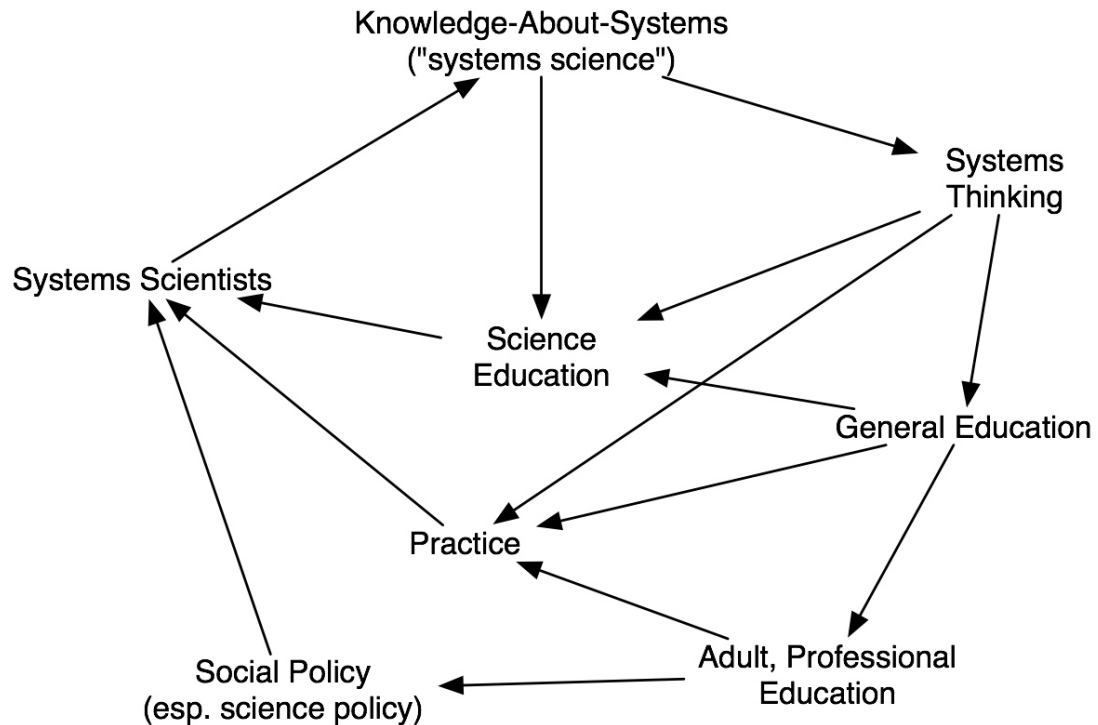 Knowledge-About-Systems
("systems science")
Systems
Thinking
Systems Scientists
Science
Education
General Education
Practice
Adult, Professional
Education
Social Policy
(esp. science policy)